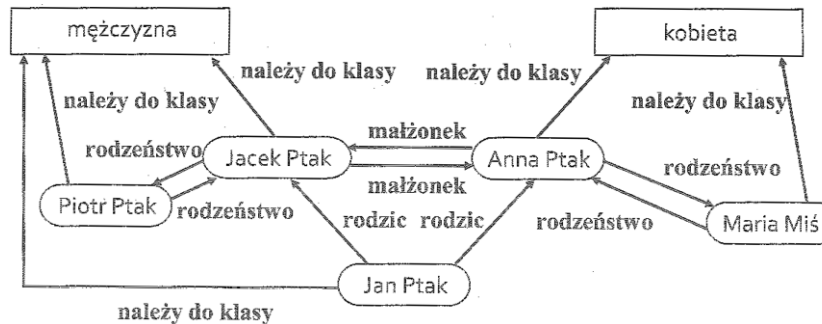 mężczyzna
kobieta
należy do klasy
należy do klasy
należy do klasy
należy do klasy
rodzeństwo
Jacek Ptak
małżonek
Anna Ptak
rodzeństwo
Piotr Ptak
rodzeństwo
małżonek
rodzic
rodzic
rodzeństwo
Maria Miś
Jan Ptak
należy do klasy